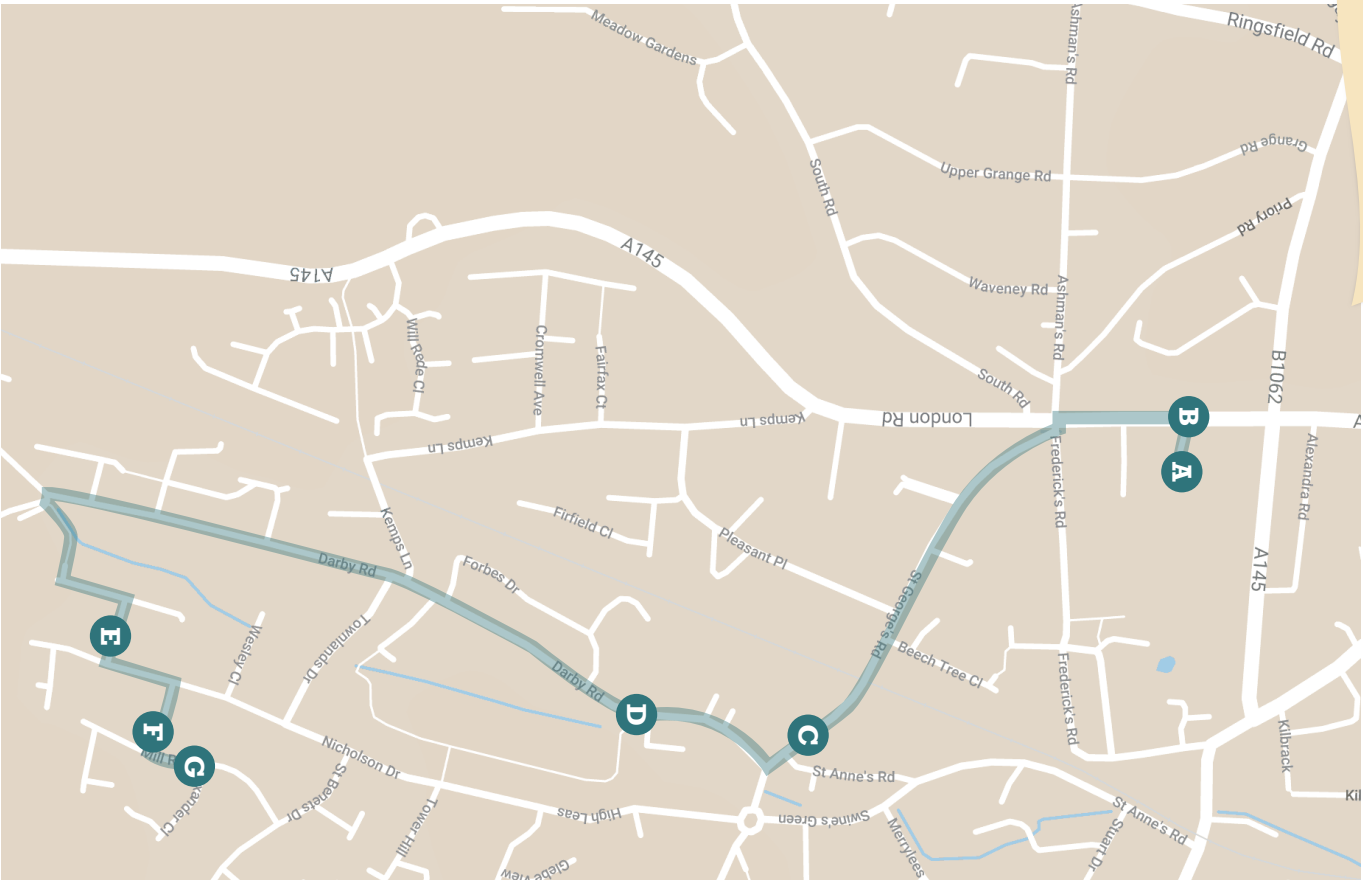 Ringsfield Rd
Ashman's Rd
Meadow Gardens
Grange Rd
Upper Grange Rd
South Rd
Priory Rd
A145
A145
Waveney Rd
Ashman's Rd
Will Rede Cl
Cromwell Ave
Fairfax Ct
B1062
South Rd
Kemps Ln
London Rd
B
Kemps Ln
A
Alexandra Rd
Frederick's Rd
Kemps Ln
Firfield Cl
Pleasant Pl
Darby Rd
Forbes Dr
A145
St George's Rd
E
Wesley Cl
Townlands Dr
Beech Tree Cl
Frederick's Rd
Darby Rd
D
F
C
Kilbrack
Nicholson Dr
G
St Anne's Rd
St Benets Dr
Tower Hill
High Leas
Swine's Green
St Anne's Rd
Merrylees
Stuart Dr
Glebe View